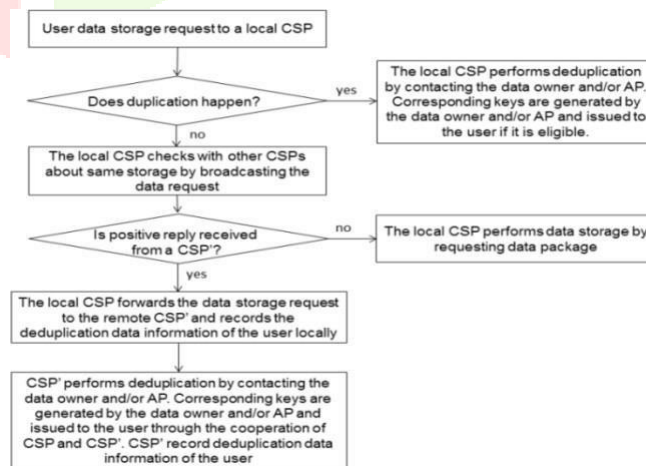 User data storage request to a local CSP
Does duplication happen?
yes
The local CSP performs deduplication
by contacting the data owner and/or AP.
Corresponding keys are generated by
the data owner and/or AP and issued to
the user if it is eligible.
no
The local CSP checks with other CSPs
about same storage by broadcasting the
data request
Is positive reply received
from a CSP'?
no
The local CSP performs data storage by
requesting data package
yes
The local CSP forwards the data storage request
to the remote CSP' and records the
deduplication data information of the user locally
CSP' performs deduplication by contacting the
data owner and/or AP. Corresponding keys are
generated by the data owner and/or AP and
issued to the user through the cooperation of
CSP and CSP'. CSP' record deduplication data
information of the user